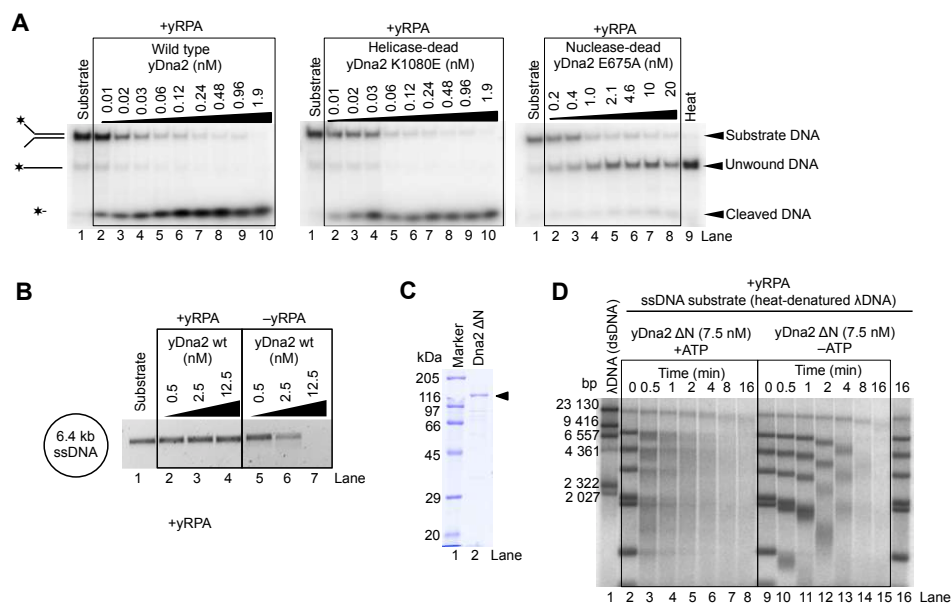 A
+yRPA
Wild type
yDna2 (nM)
Substrate
0.01
0.02
0.03
0.06
0.12
0.24
0.48
0.96
1.9
1 2 3 4 5 6 7 8 9 10
+yRPA
Helicase-dead
yDna2 K1080E (nM)
Substrate
0.01
0.02
0.03
0.06
0.12
0.24
0.48
0.96
1.9
1 2 3 4 5 6 7 8 9 10
+yRPA
Nuclease-dead
yDna2 E675A (nM)
Substrate
0.2
0.4
1.0
2.1
4.6
10
20
Heat
Substrate DNA
Unwound DNA
Cleaved DNA
1 2 3 4 5 6 7 8 9 Lane
B
+yRPA –yRPA
yDna2 wt yDna2 wt
(nM) (nM)
Substrate
0.5
2.5
12.5
0.5
2.5
12.5
6.4 kb
ssDNA
1 2 3 4 5 6 7 Lane
+yRPA
C
Marker
Dna2 ΔN
kDa
205
116
97
66
45
29
20
1 2 Lane
D
+yRPA
ssDNA substrate (heat-denatured λDNA)
λDNA (dsDNA)
yDna2 ΔN (7.5 nM) yDna2 ΔN (7.5 nM)
+ATP –ATP
Time (min) Time (min)
bp 0 0.5 1 2 4 8 16 0 0.5 1 2 4 8 16 16
23 130
9 416
6 557
4 361
2 322
2 027
1 2 3 4 5 6 7 8 9 10 11 12 13 14 15 16 Lane